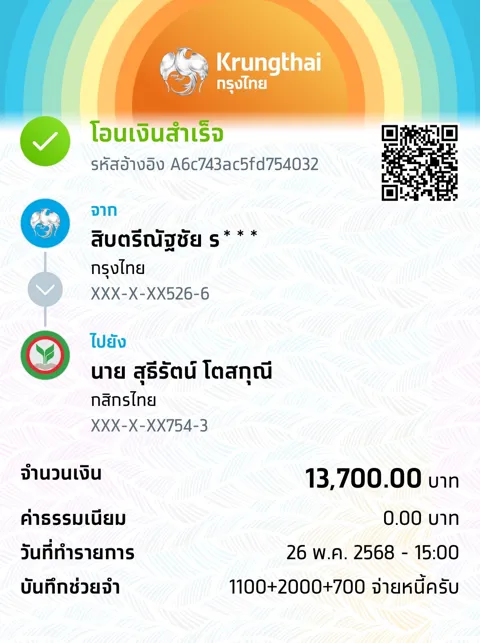 Krungthai
กรุงไทย
โอนเงินสำเร็จ
รหัสอ้างอิง A6c743ac5fd754032
จาก
สิบตรีณัฐชัย ร***
กรุงไทย
XXX-X-XX526-6
ไปยัง
นาย สุธีรัตน์ โตสกุณี
กสิกรไทย
XXX-X-XX754-3
จำนวนเงิน 13,700.00 บาท
ค่าธรรมเนียม 0.00 บาท
วันที่ทำรายการ 26 พ.ค. 2568 - 15:00
บันทึกช่วยจำ 1100+2000+700 จ่ายหนี้ครับ